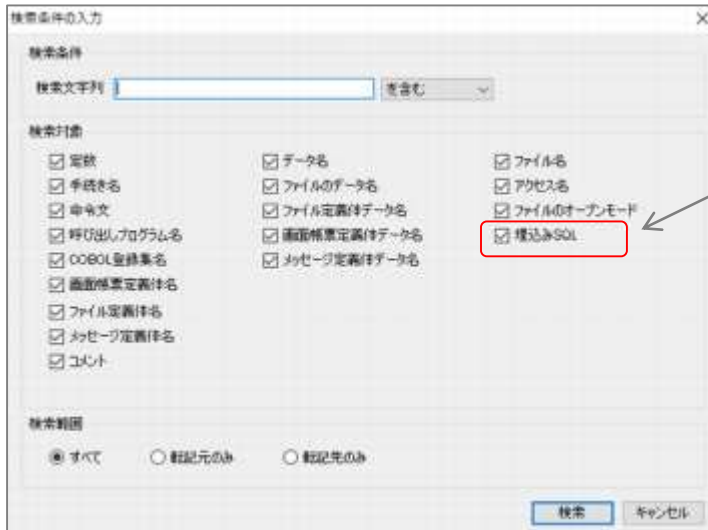 検索条件の入力
検索条件
検索文字列
を含む
検索対象
定数
データ名
ファイル名
手続き名
ファイルのデータ名
アクセス名
命令文
ファイル定義体データ名
ファイルのオープンモード
呼び出しプログラム名
画面帳票定義体データ名
埋込みSQL
COBOL登録集名
メッセージ定義体データ名
画面帳票定義体名
ファイル定義体名
メッセージ定義体名
コメント
検索範囲
すべて
転記元のみ
転記先のみ
検索
キャンセル